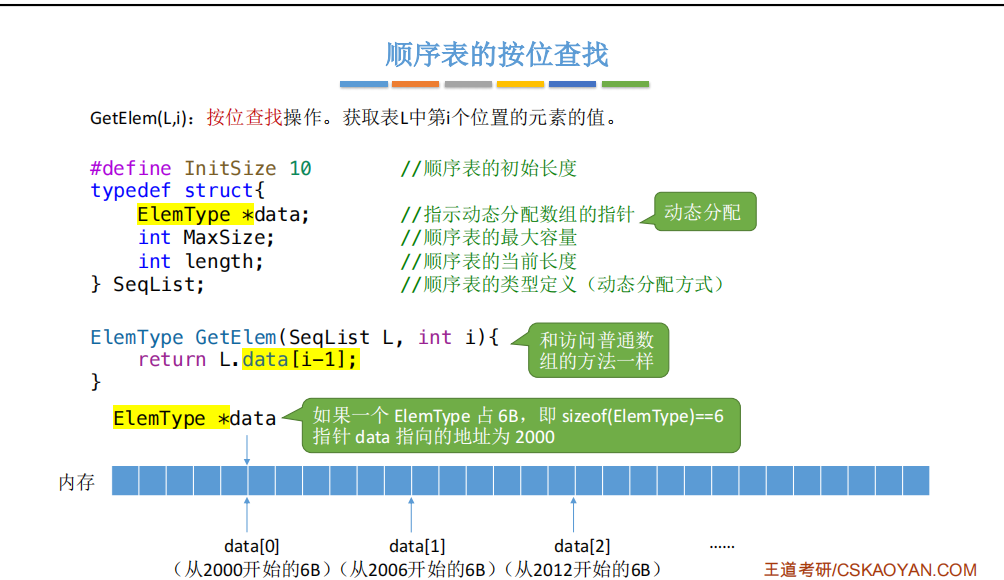 顺序表的按位查找
GetElem(L,i)：按位查找操作。获取表L中第i个位置的元素的值。
#define InitSize 10 //顺序表的初始长度
typedef struct{
ElemType *data; //指示动态分配数组的指针 动态分配
int MaxSize; //顺序表的最大容量
int length; //顺序表的当前长度
} SeqList; //顺序表的类型定义（动态分配方式）
ElemType GetElem(SeqList L, int i){
return L.data[i-1];
}
和访问普通数
组的方法一样
ElemType *data
如果一个 ElemType 占 6B，即 sizeof(ElemType)==6
指针 data 指向的地址为 2000
内存
data[0] data[1] data[2] ......
（从2000开始的6B）（从2006开始的6B）（从2012开始的6B）
王道考研/CSKAOYAN.COM